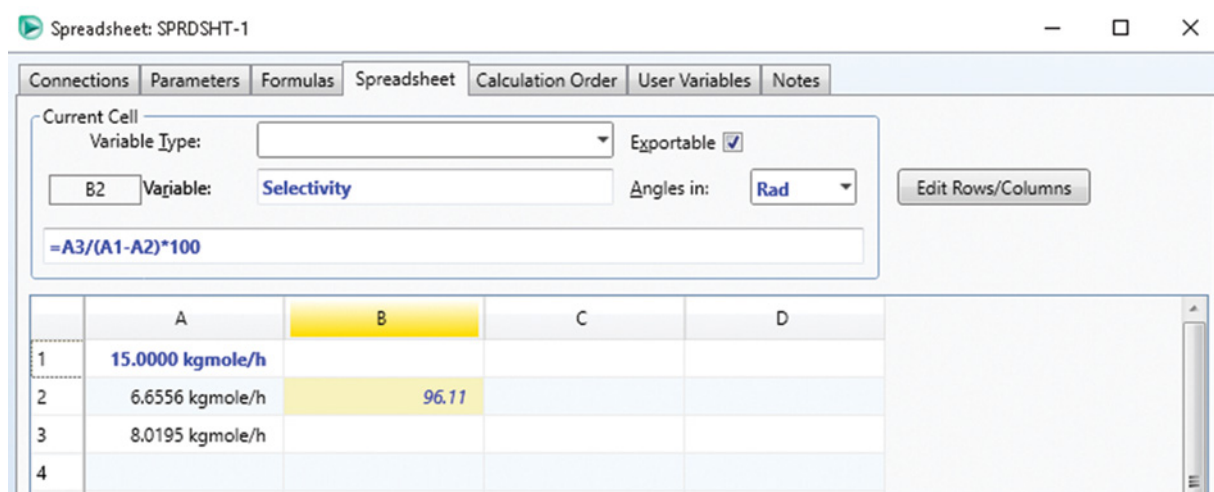 Spreadsheet: SPRDSHT-1
Connections Parameters Formulas Spreadsheet Calculation Order User Variables Notes
Current Cell
Variable Type: Exportable
B2 Variable: Selectivity Angles in: Rad Edit Rows/Columns
=A3/(A1-A2)*100
A B C D
1 15.0000 kgmole/h
2 6.6556 kgmole/h 96.11
3 8.0195 kgmole/h
4